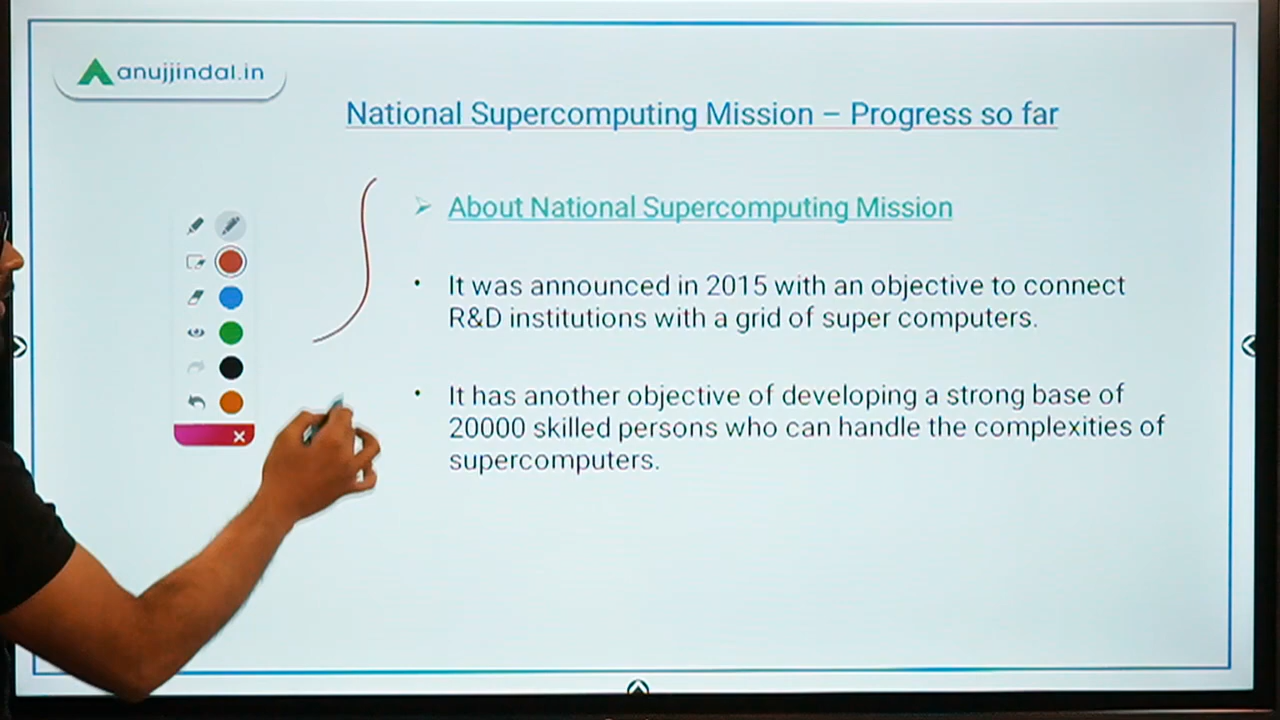 anujjindal.in
National Supercomputing Mission – Progress so far
➢ About National Supercomputing Mission
• It was announced in 2015 with an objective to connect
R&D institutions with a grid of super computers.
• It has another objective of developing a strong base of
20000 skilled persons who can handle the complexities of
supercomputers.